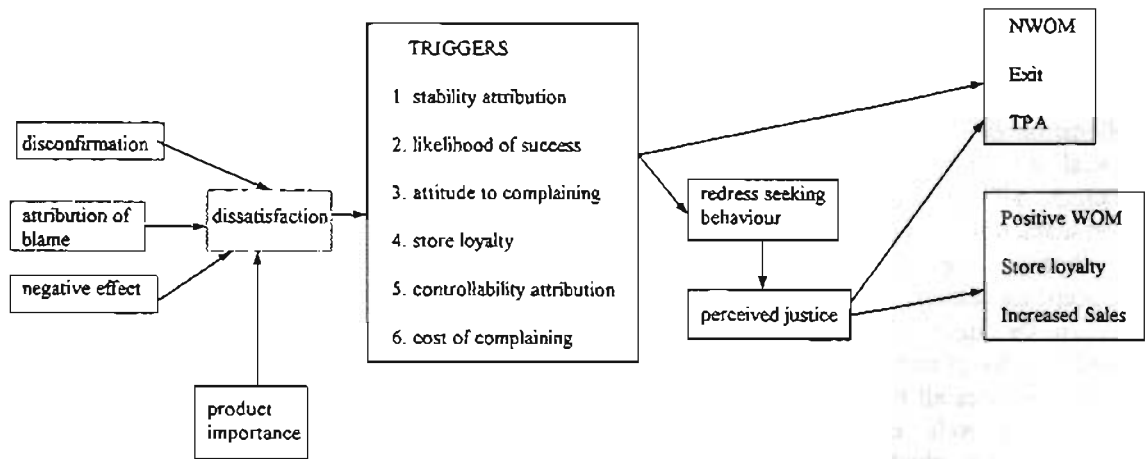 disconfirmation
attribution of
blame
negative effect
dissatisfaction
product
importance
TRIGGERS
1 stability attribution
2. likelihood of success
3. attitude to complaining
4. store loyalty
5. controllability attribution
6. cost of complaining
redress seeking
behaviour
perceived justice
NWOM
Exit
TPA
Positive WOM
Store loyalty
Increased Sales